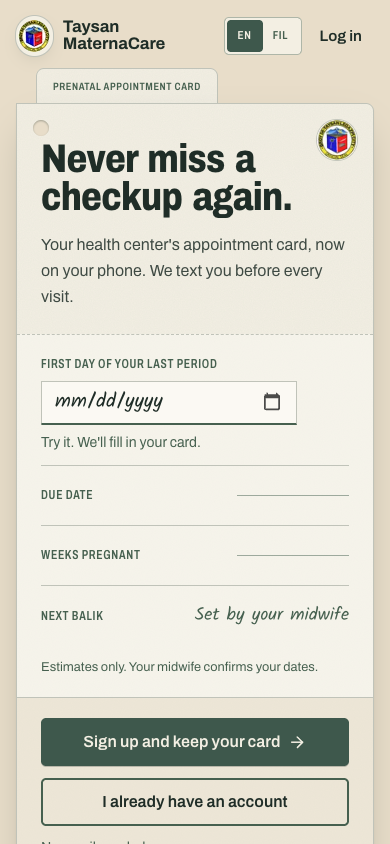 Taysan
MaternaCare
EN
FIL
Log in
PRENATAL APPOINTMENT CARD
Never miss a
checkup again.
Your health center's appointment card, now
on your phone. We text you before every
visit.
FIRST DAY OF YOUR LAST PERIOD
mm/dd/yyyy
Try it. We'll fill in your card.
DUE DATE
WEEKS PREGNANT
NEXT BALIK
Set by your midwife
Estimates only. Your midwife confirms your dates.
Sign up and keep your card →
I already have an account